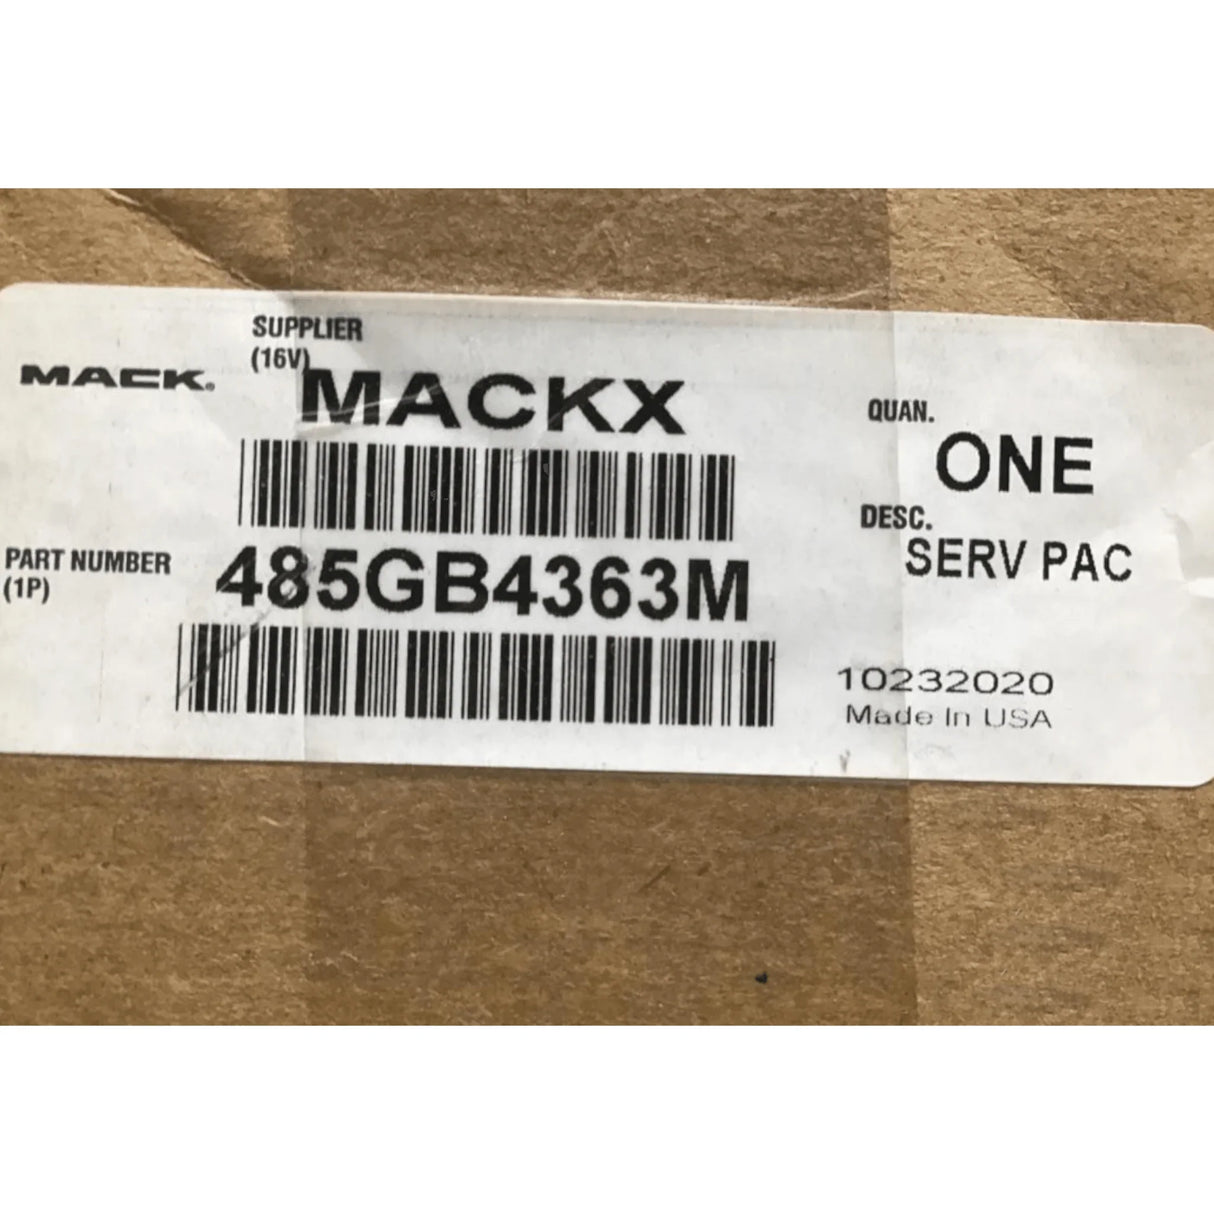 MACK.
SUPPLIER
(16V)
MACKX
PART NUMBER
(1P)
485GB4363M
QUAN.
ONE
DESC.
SERV PAC
10232020
Made In USA